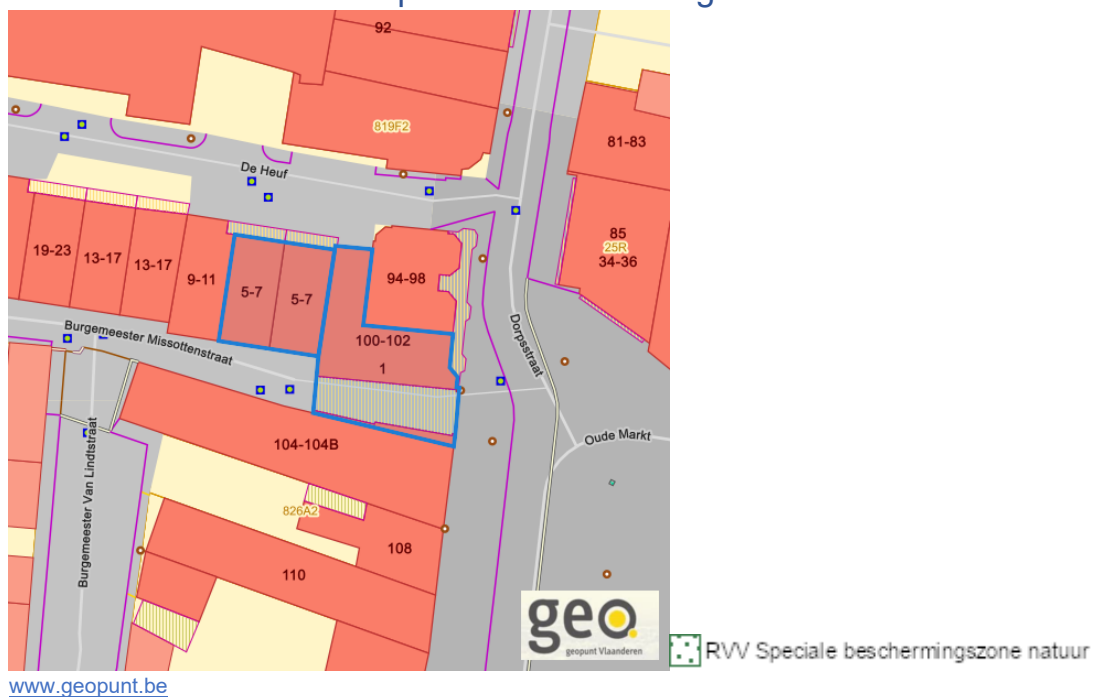 92
819F2
81-83
De Heuf
85
25R
34-36
19-23
13-17
13-17
9-11
5-7
5-7
94-98
100-102
1
Burgemeester Missottenstraat
Dorpsstraat
Oude Markt
104-104B
Burgemeester Van Lindtstraat
826A2
108
110
geo
geopunt Vlaanderen
RVV Speciale beschermingszone natuur
www.geopunt.be